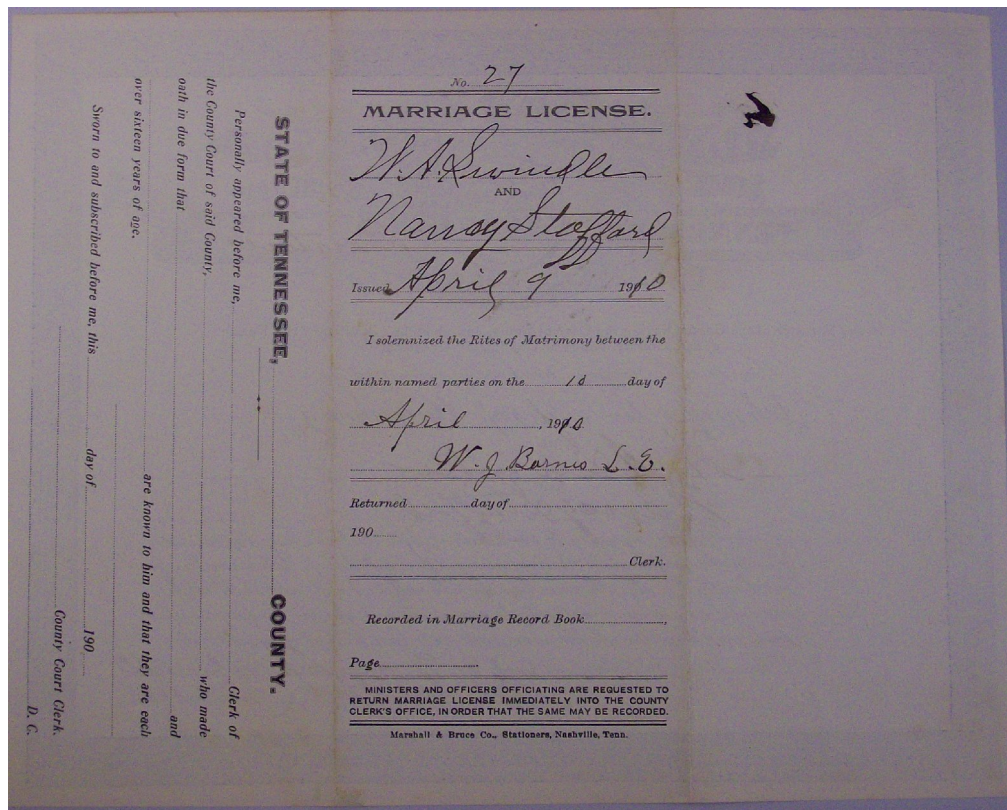 No. 27
MARRIAGE LICENSE.
W. A. Swindle
AND
Nancy Stafford
Issued April 9 1910
I solemnized the Rites of Matrimony between the
within named parties on the 10 day of
April, 1910
W. J. Barnes L. E.
Returned day of
190
Clerk.
Recorded in Marriage Record Book,
Page.
MINISTERS AND OFFICERS OFFICIATING ARE REQUESTED TO
RETURN MARRIAGE LICENSE IMMEDIATELY INTO THE COUNTY
CLERK'S OFFICE, IN ORDER THAT THE SAME MAY BE RECORDED.
Marshall & Bruce Co., Stationers, Nashville, Tenn.
STATE OF TENNESSEE, COUNTY.
Personally appeared before me, Clerk of
the County Court of said County, who made
oath in due form that and
are known to him and that they are each
over sixteen years of age.
Sworn to and subscribed before me, this day of 190
County Court Clerk.
D. C.